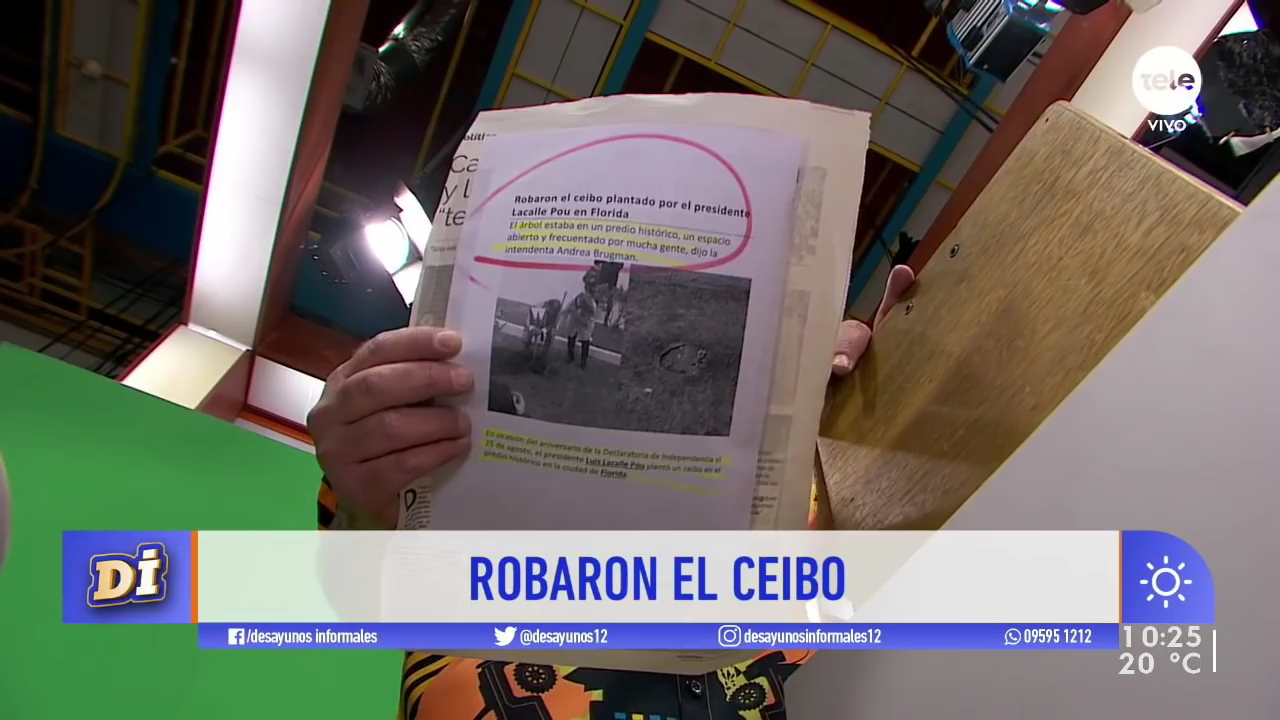 tele
VIVO
Ca
y l
"te
Robaron el ceibo plantado por el presidente
Lacalle Pou en Florida
El árbol estaba en un predio histórico, un espacio
abierto y frecuentado por mucha gente, dijo la
intendenta Andrea Brugman.
En ocasión del aniversario de la Declaratoria de Independencia el
25 de agosto, el presidente Luis Lacalle Pou plantó un ceibo en el
predio histórico en la ciudad de Florida.
Di
ROBARON EL CEIBO
/desayunos informales
@desayunos12
desayunosinformales12
09595 1212
10:25
20 °C